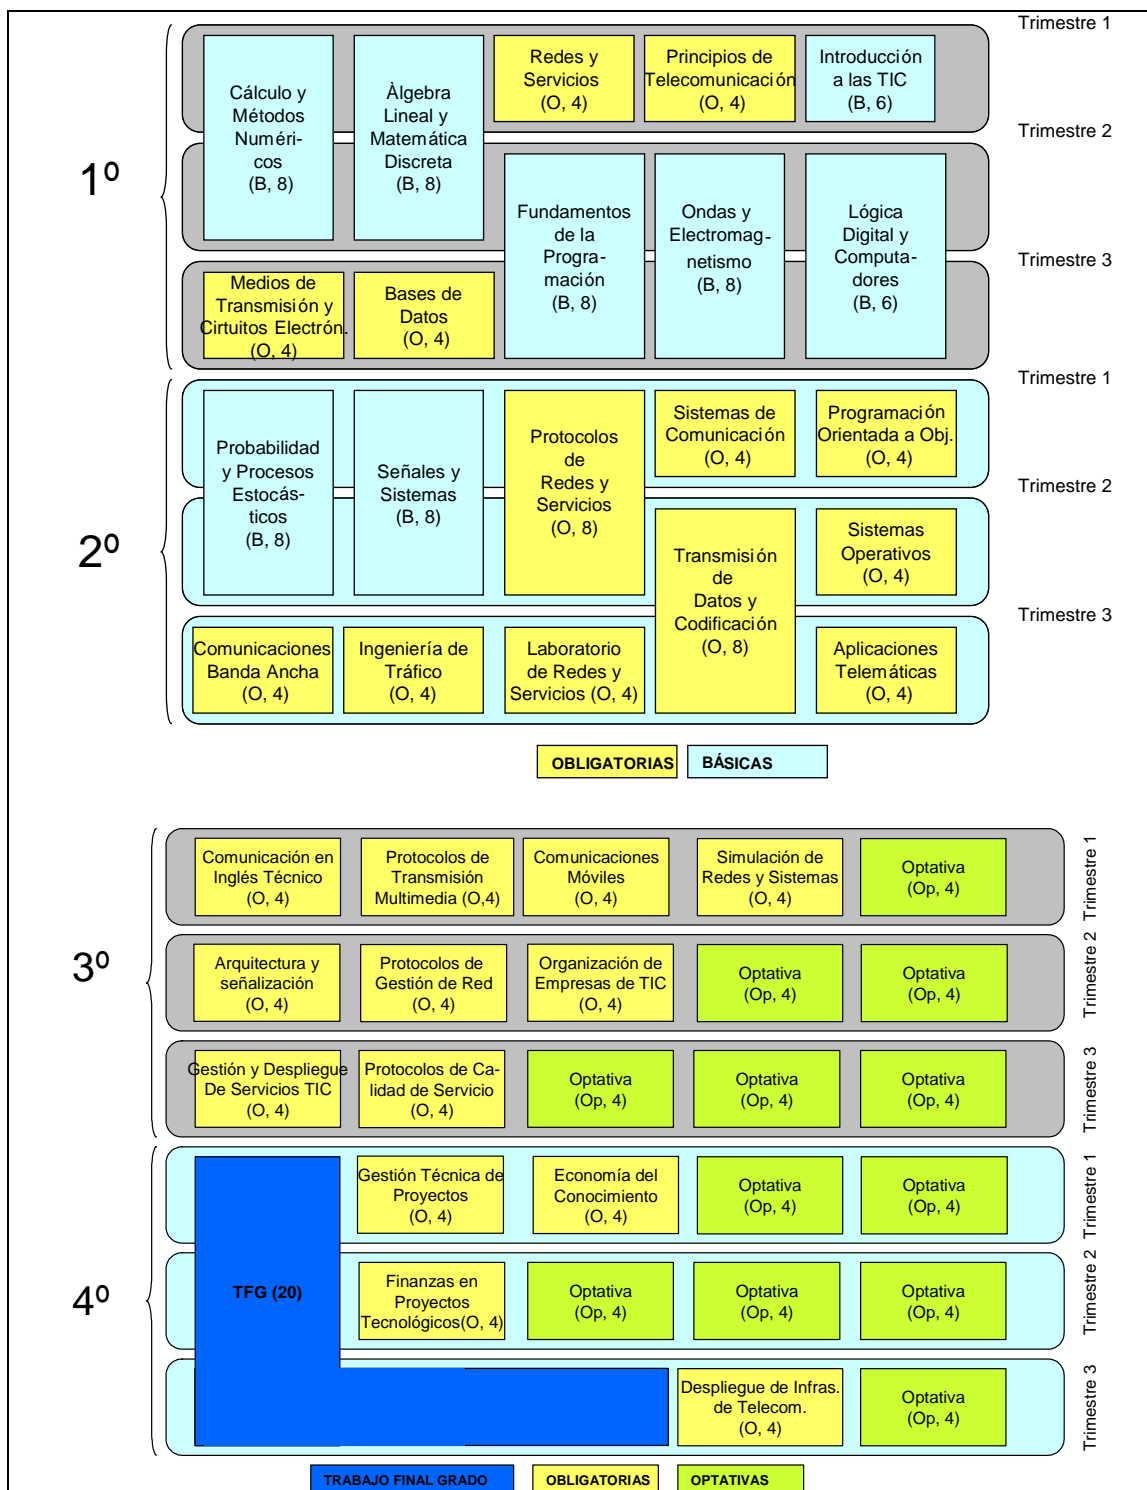 Trimestre 1
Cálculo y
Métodos
Numéri-
cos
(B, 8)
Àlgebra
Lineal y
Matemática
Discreta
(B, 8)
Redes y
Servicios
(O, 4)
Principios de
Telecomunicación
(O, 4)
Introducción
a las TIC
(B, 6)
Trimestre 2
1º
Fundamentos
de la
Progra-
mación
(B, 8)
Ondas y
Electromag-
netismo
(B, 8)
Lógica
Digital y
Computa-
dores
(B, 6)
Trimestre 3
Medios de
Transmisión y
Cirtuitos Electrón.
(O, 4)
Bases de
Datos
(O, 4)
Trimestre 1
Probabilidad
y Procesos
Estocás-
ticos
(B, 8)
Señales y
Sistemas
(B, 8)
Protocolos
de
Redes y
Servicios
(O, 8)
Sistemas de
Comunicación
(O, 4)
Programación
Orientada a Obj.
(O, 4)
Trimestre 2
2º
Transmisión
de
Datos y
Codificación
(O, 8)
Sistemas
Operativos
(O, 4)
Trimestre 3
Comunicaciones
Banda Ancha
(O, 4)
Ingeniería de
Tráfico
(O, 4)
Laboratorio
de Redes y
Servicios (O, 4)
Aplicaciones
Telemáticas
(O, 4)
OBLIGATORIAS
BÁSICAS
3º
Comunicación en
Inglés Técnico
(O, 4)
Protocolos de
Transmisión
Multimedia (O,4)
Comunicaciones
Móviles
(O, 4)
Simulación de
Redes y Sistemas
(O, 4)
Optativa
(Op, 4)
Trimestre 1
Arquitectura y
señalización
(O, 4)
Protocolos de
Gestión de Red
(O, 4)
Organización de
Empresas de TIC
(O, 4)
Optativa
(Op, 4)
Optativa
(Op, 4)
Trimestre 2
Gestión y Despliegue
De Servicios TIC
(O, 4)
Protocolos de Ca-
lidad de Servicio
(O, 4)
Optativa
(Op, 4)
Optativa
(Op, 4)
Optativa
(Op, 4)
Trimestre 3
4º
TFG (20)
Gestión Técnica de
Proyectos
(O, 4)
Economía del
Conocimiento
(O, 4)
Optativa
(Op, 4)
Optativa
(Op, 4)
Trimestre 1
Finanzas en
Proyectos
Tecnológicos(O, 4)
Optativa
(Op, 4)
Optativa
(Op, 4)
Optativa
(Op, 4)
Trimestre 2
Despliegue de Infras.
de Telecom.
(O, 4)
Optativa
(Op, 4)
Trimestre 3
TRABAJO FINAL GRADO
OBLIGATORIAS
OPTATIVAS